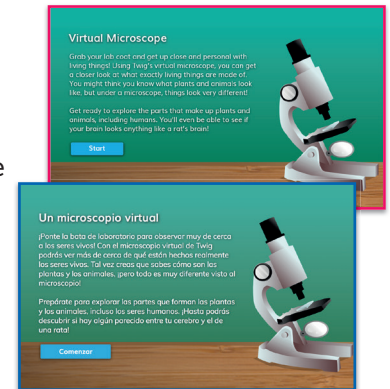 Virtual Microscope
Grab your lab coat and get up close and personal with
living things! Using Twig's virtual microscope, you can get
a closer look at what exactly living things are made of.
You might think you know what plants and animals look
like, but under a microscope, things look very different!
Get ready to explore the parts that make up plants and
animals, including humans. You'll even be able to see if
your brain looks anything like a rat's brain!
Start
e
Un microscopio virtual
¡Ponte la bata de laboratorio para observar muy de cerca
a los seres vivos! Con el microscopio virtual de Twig
podrás ver más de cerca de qué están hechos realmente
los seres vivos. Tal vez creas que sabes cómo son las
plantas y los animales, ¡pero todo es muy diferente visto al
microscopio!
Prepárate para explorar las partes que forman las plantas
y los animales, incluso los seres humanos. ¡Hasta podrás
descubrir si hay algún parecido entre tu cerebro y el de
una rata!
Comenzar